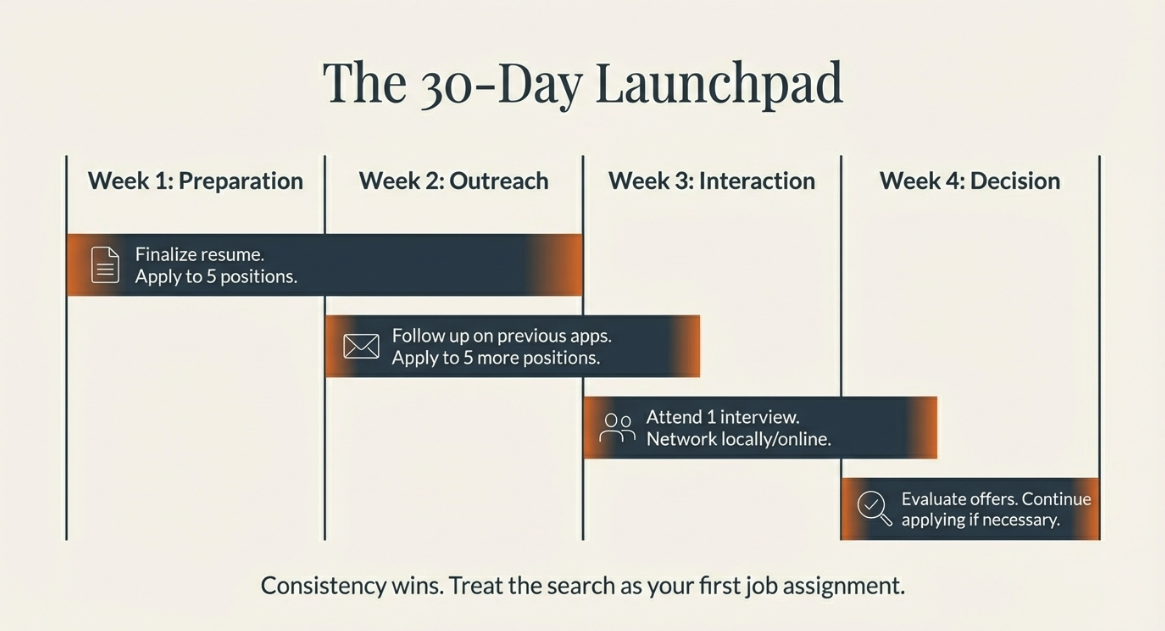 The 30-Day Launchpad
Week 1: Preparation
Week 2: Outreach
Week 3: Interaction
Week 4: Decision
Finalize resume.
Apply to 5 positions.
Follow up on previous apps.
Apply to 5 more positions.
Attend 1 interview.
Network locally/online.
Evaluate offers. Continue
applying if necessary.
Consistency wins. Treat the search as your first job assignment.